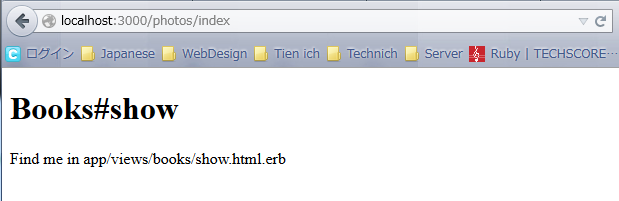 localhost:3000/photos/index
ログイン Japanese WebDesign Tien ich Technich Server Ruby | TECHSCORE…
Books#show
Find me in app/views/books/show.html.erb